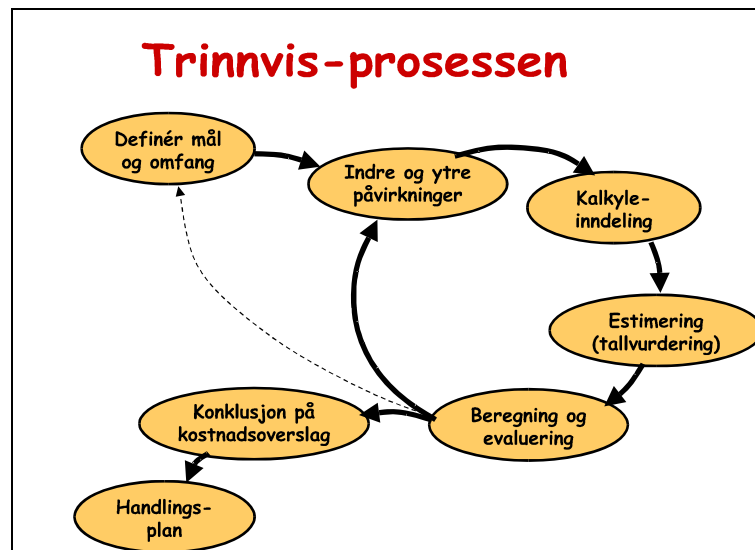 Trinnvis-prosessen
Definér mål
og omfang
Indre og ytre
påvirkninger
Kalkyle-
inndeling
Estimering
(tallvurdering)
Beregning og
evaluering
Konklusjon på
kostnadsoverslag
Handlings-
plan